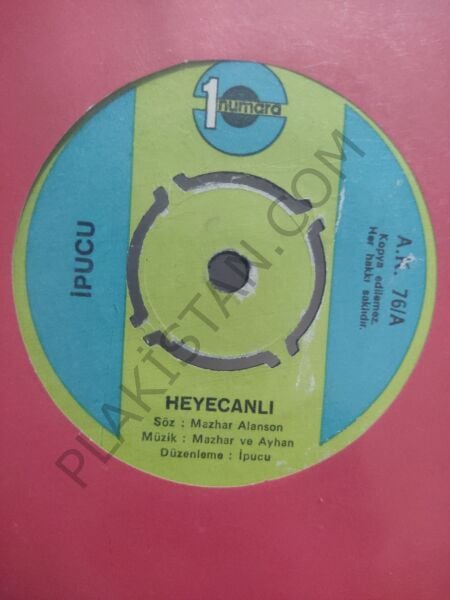 1 numara
İPUCU
A.K. 76/A
Kopya edilemez.
Her hakkı saklıdır.
HEYECANLI
Söz : Mazhar Alanson
Müzik : Mazhar ve Ayhan
Düzenleme : İpucu
PLAKİSTAN.COM